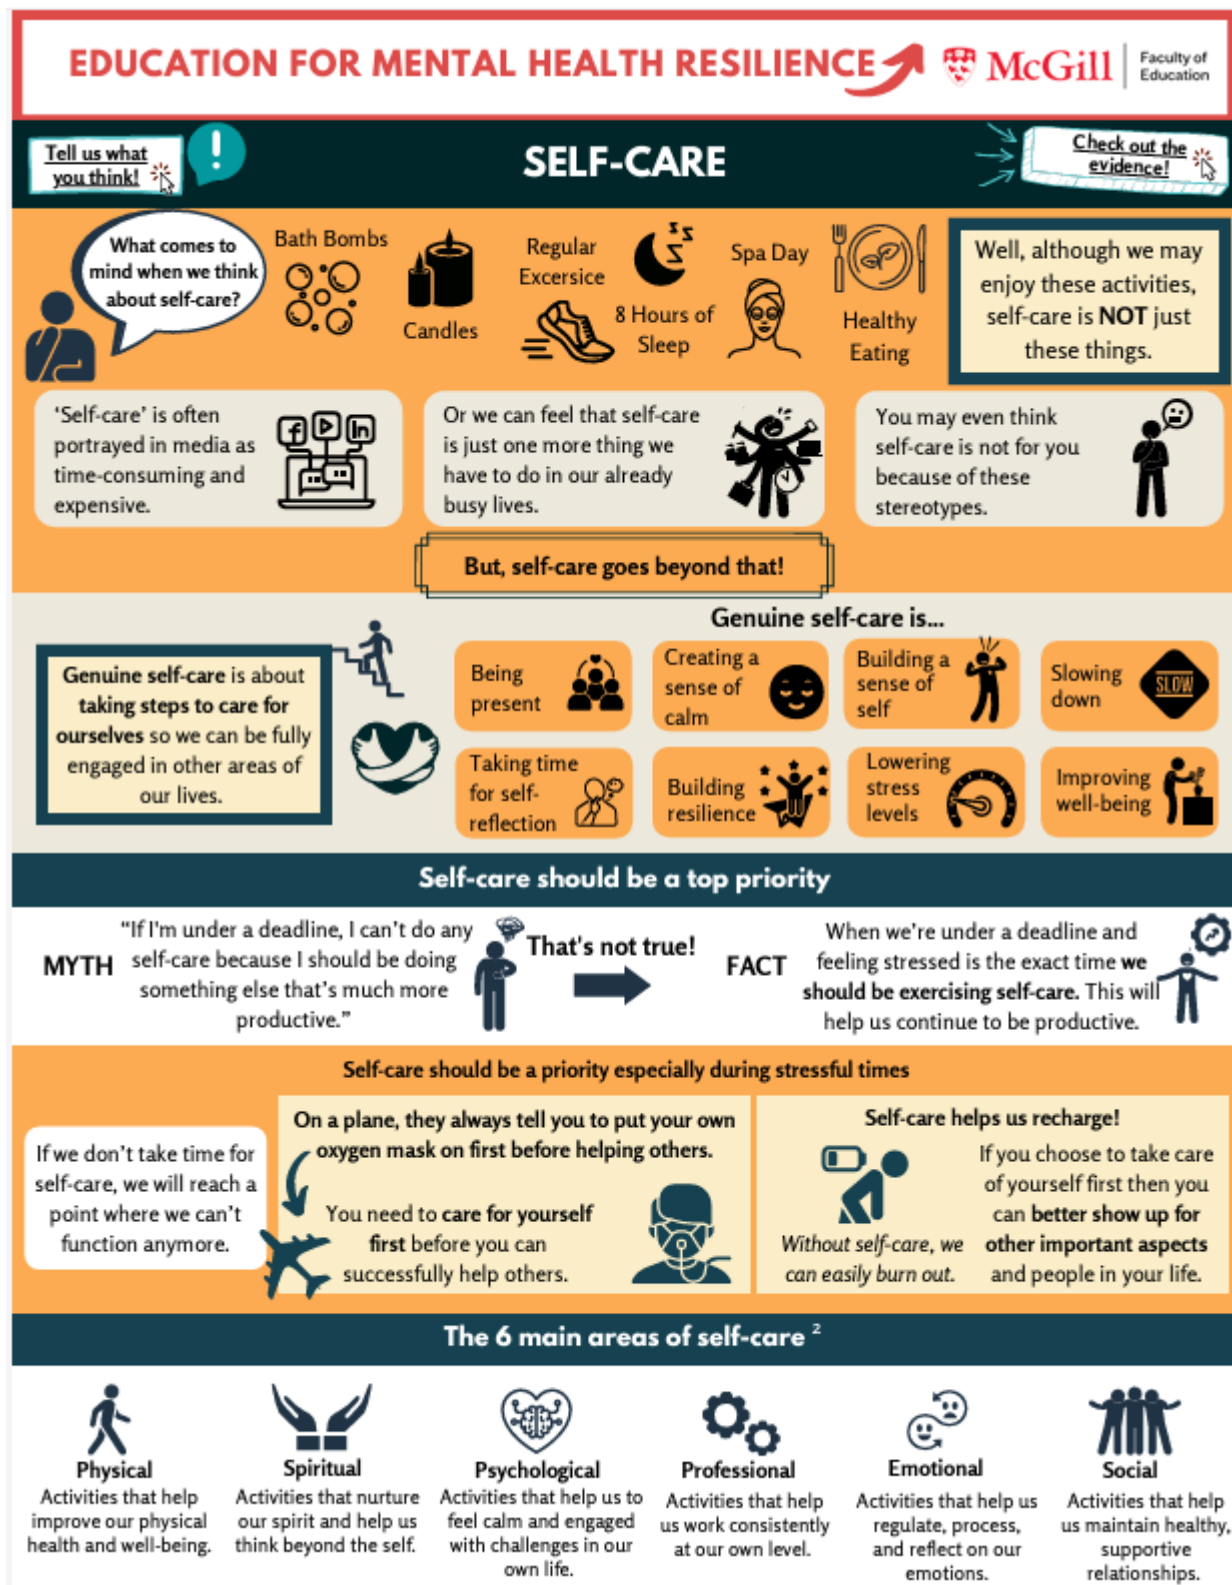 EDUCATION FOR MENTAL HEALTH RESILIENCE
McGill
Faculty of
Education
Tell us what
you think!
!
SELF-CARE
Check out the
evidence!
What comes to
mind when we think
about self-care?
Bath Bombs
Candles
Regular
Excersice
8 Hours of
Sleep
Spa Day
Healthy
Eating
Well, although we may
enjoy these activities,
self-care is NOT just
these things.
'Self-care' is often
portrayed in media as
time-consuming and
expensive.
Or we can feel that self-care
is just one more thing we
have to do in our already
busy lives.
You may even think
self-care is not for you
because of these
stereotypes.
But, self-care goes beyond that!
Genuine self-care is about
taking steps to care for
ourselves so we can be fully
engaged in other areas of
our lives.
Genuine self-care is...
Being
present
Creating a
sense of
calm
Building a
sense of
self
Slowing
down
SLOW
Taking time
for self-
reflection
Building
resilience
Lowering
stress
levels
Improving
well-being
Self-care should be a top priority
MYTH
"If I'm under a deadline, I can't do any
self-care because I should be doing
something else that's much more
productive."
That's not true!
FACT
When we're under a deadline and
feeling stressed is the exact time we
should be exercising self-care. This will
help us continue to be productive.
Self-care should be a priority especially during stressful times
If we don't take time for
self-care, we will reach a
point where we can't
function anymore.
On a plane, they always tell you to put your own
oxygen mask on first before helping others.
You need to care for yourself
first before you can
successfully help others.
Self-care helps us recharge!
Without self-care, we
can easily burn out.
If you choose to take care
of yourself first then you
can better show up for
other important aspects
and people in your life.
The 6 main areas of self-care 2
Physical
Activities that help
improve our physical
health and well-being.
Spiritual
Activities that nurture
our spirit and help us
think beyond the self.
Psychological
Activities that help us to
feel calm and engaged
with challenges in our
own life.
Professional
Activities that help
us work consistently
at our own level.
Emotional
Activities that help us
regulate, process,
and reflect on our
emotions.
Social
Activities that help
us maintain healthy,
supportive
relationships.